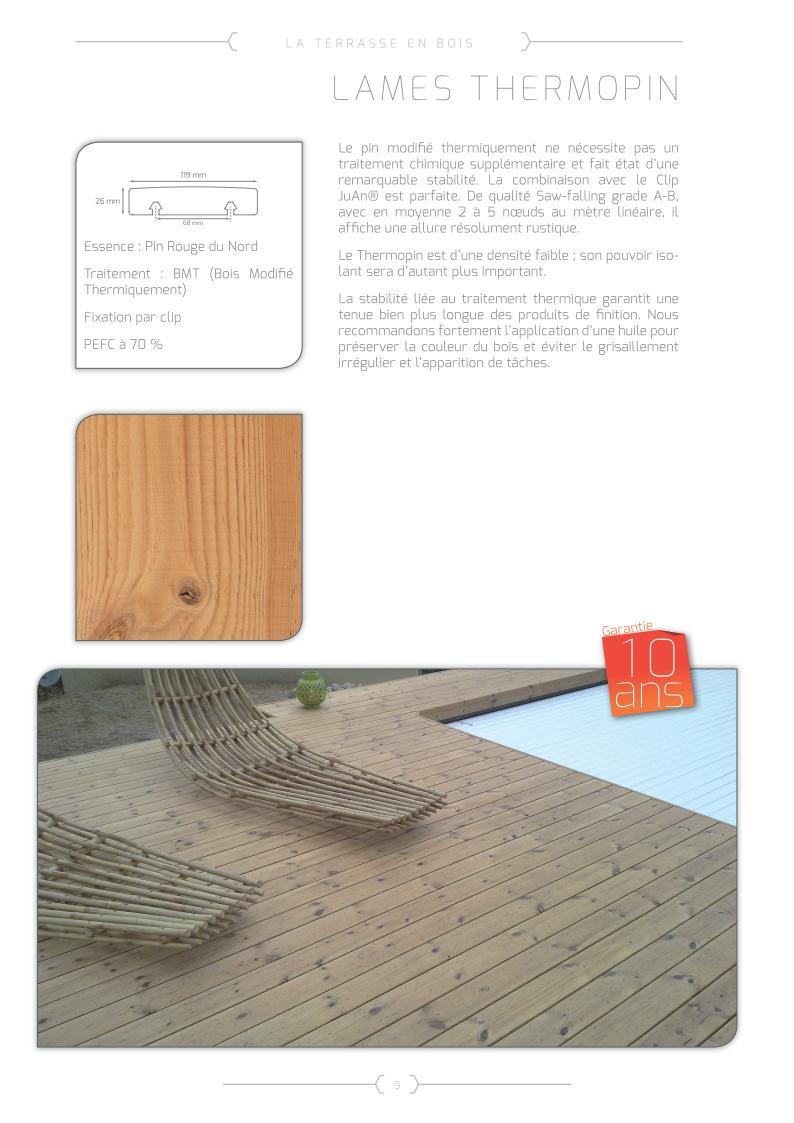 LA TERRASSE EN BOIS
LAMES THERMOPIN
119 mm
26 mm
68 mm
Essence : Pin Rouge du Nord
Traitement : BMT (Bois Modifié
Thermiquement)
Fixation par clip
PEFC à 70 %
Le pin modifié thermiquement ne nécessite pas un
traitement chimique supplémentaire et fait état d'une
remarquable stabilité. La combinaison avec le Clip
JuAn® est parfaite. De qualité Saw-falling grade A-B,
avec en moyenne 2 à 5 nœuds au mètre linéaire, il
affiche une allure résolument rustique.
Le Thermopin est d'une densité faible ; son pouvoir iso-
lant sera d'autant plus important.
La stabilité liée au traitement thermique garantit une
tenue bien plus longue des produits de finition. Nous
recommandons fortement l'application d'une huile pour
préserver la couleur du bois et éviter le grisaillement
irrégulier et l'apparition de tâches.
Garantie
10
ans
9